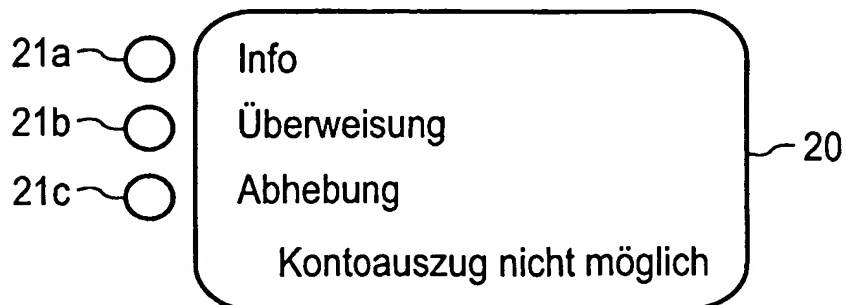 21a Info
21b Überweisung
20
21c Abhebung
Kontoauszug nicht möglich